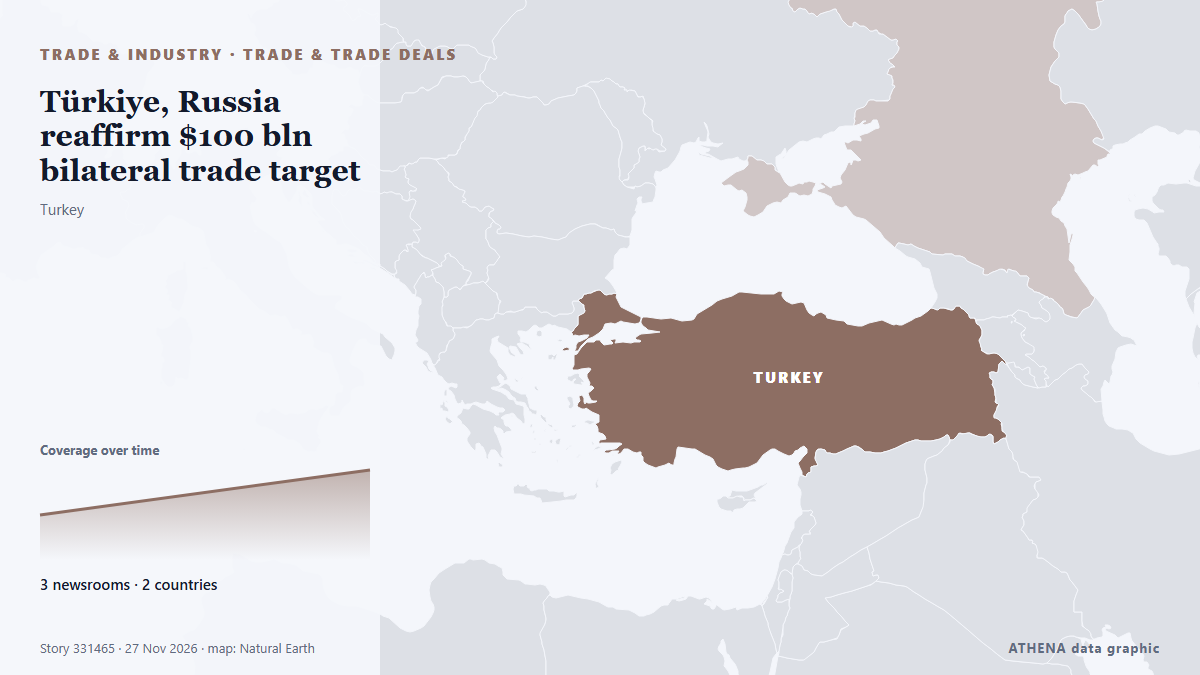 TRADE & INDUSTRY · TRADE & TRADE DEALS
Türkiye, Russia
reaffirm $100 bln
bilateral trade target
Turkey
TURKEY
Coverage over time
3 newsrooms · 2 countries
Story 331465 · 27 Nov 2026 · map: Natural Earth
ATHENA data graphic